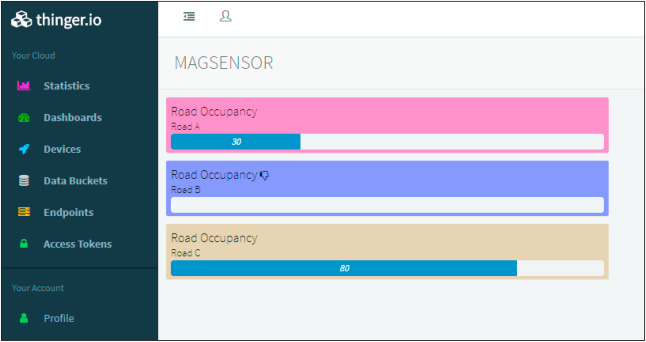 thinger.io
Your Cloud
Statistics
Dashboards
Devices
Data Buckets
Endpoints
Access Tokens
Your Account
Profile
MAGSENSOR
Road Occupancy
Road A
30
Road Occupancy
Road B
Road Occupancy
Road C
80